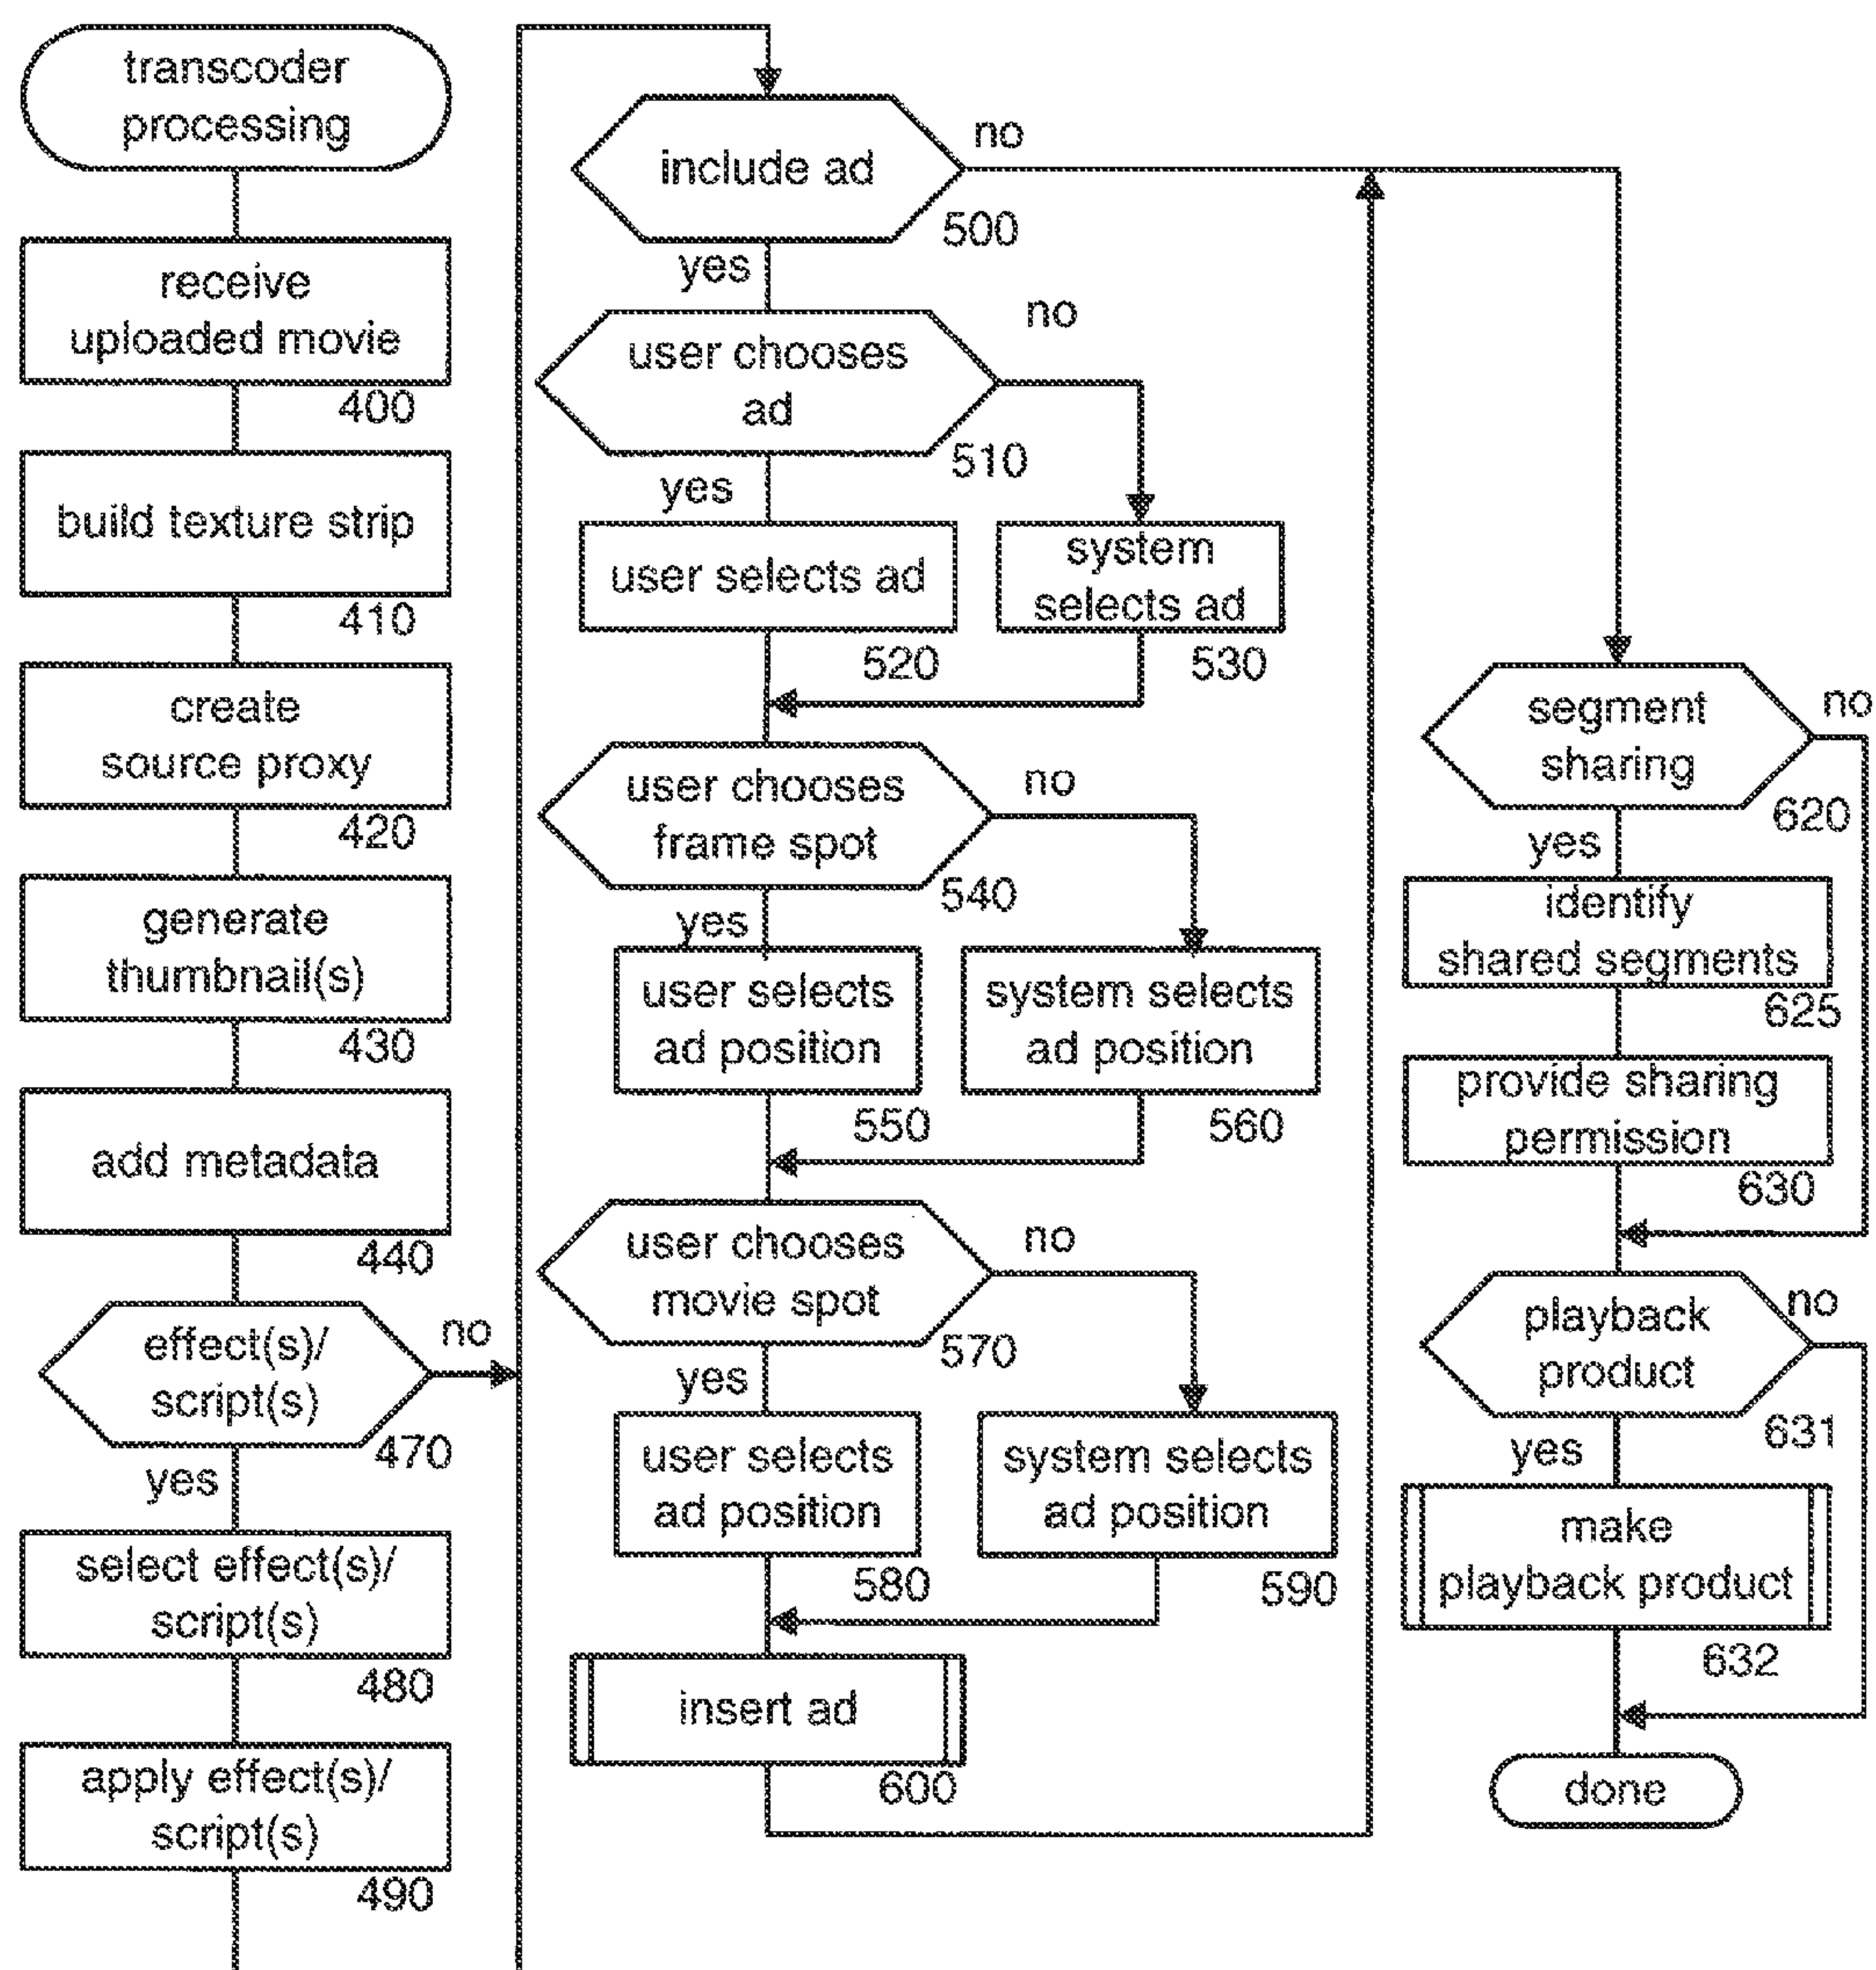 transcoder
processing
receive
uploaded movie
400
build texture strip
410
create
source proxy
420
generate
thumbnail(s)
430
add metadata
440
effect(s)/
script(s)
no
470
yes
select effect(s)/
script(s)
480
apply effect(s)/
script(s)
490
include ad
no
500
yes
user chooses
ad
no
510
yes
user selects ad
520
system
selects ad
530
user chooses
frame spot
no
540
yes
user selects
ad position
550
system selects
ad position
560
user chooses
movie spot
no
570
yes
user selects
ad position
580
system selects
ad position
590
insert ad
600
segment
sharing
no
620
yes
identify
shared segments
625
provide sharing
permission
630
playback
product
no
631
yes
make
playback product
632
done